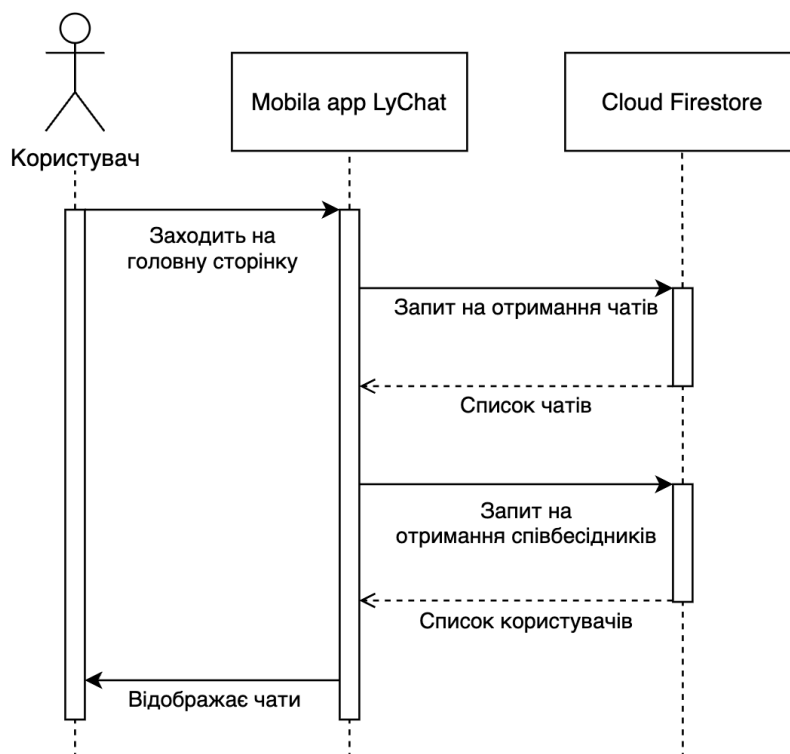 Користувач
Mobila app LyChat
Cloud Firestore
Заходить на
головну сторінку
Запит на отримання чатів
Список чатів
Запит на
отримання співбесідників
Список користувачів
Відображає чати